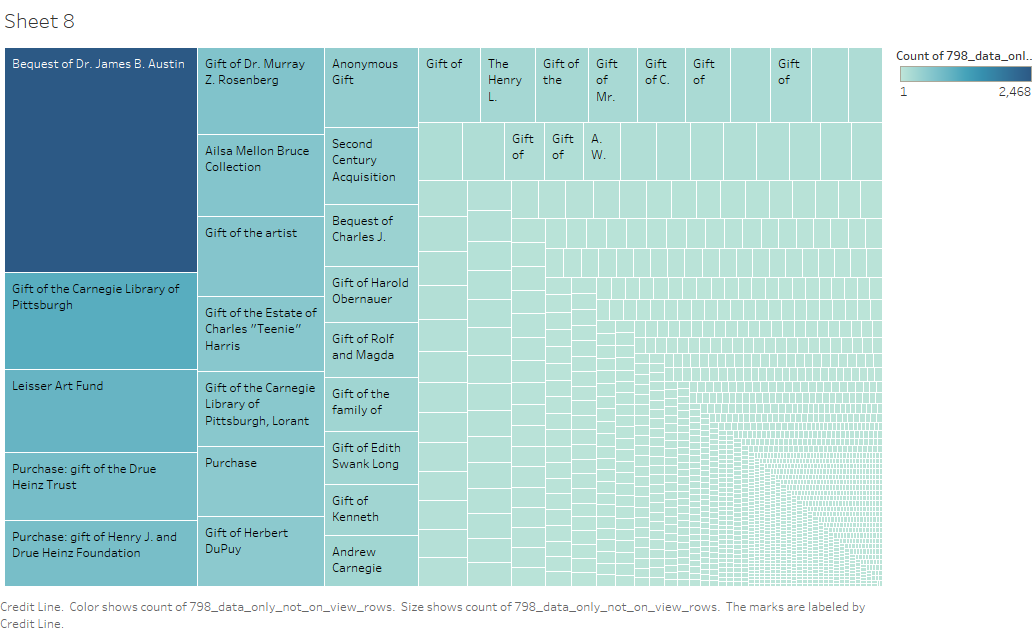 Sheet 8
Bequest of Dr. James B. Austin
Gift of the Carnegie Library of
Pittsburgh
Leisser Art Fund
Purchase: gift of the Drue
Heinz Trust
Purchase: gift of Henry J. and
Drue Heinz Foundation
Gift of Dr. Murray
Z. Rosenberg
Ailsa Mellon Bruce
Collection
Gift of the artist
Gift of the Estate of
Charles "Teenie"
Harris
Gift of the Carnegie
Library of
Pittsburgh, Lorant
Purchase
Gift of Herbert
DuPuy
Anonymous
Gift
Second
Century
Acquisition
Bequest of
Charles J.
Gift of Harold
Obernauer
Gift of Rolf
and Magda
Gift of the
family of
Gift of Edith
Swank Long
Gift of
Kenneth
Andrew
Carnegie
Gift of
The
Henry
L.
Gift of
the
Gift
of
Mr.
Gift
of C.
Gift
of
Gift
of
Gift
of
Gift
of
A.
W.
Count of 798_data_onl..
1 2,468
Credit Line. Color shows count of 798_data_only_not_on_view_rows. Size shows count of 798_data_only_not_on_view_rows. The marks are labeled by
Credit Line.